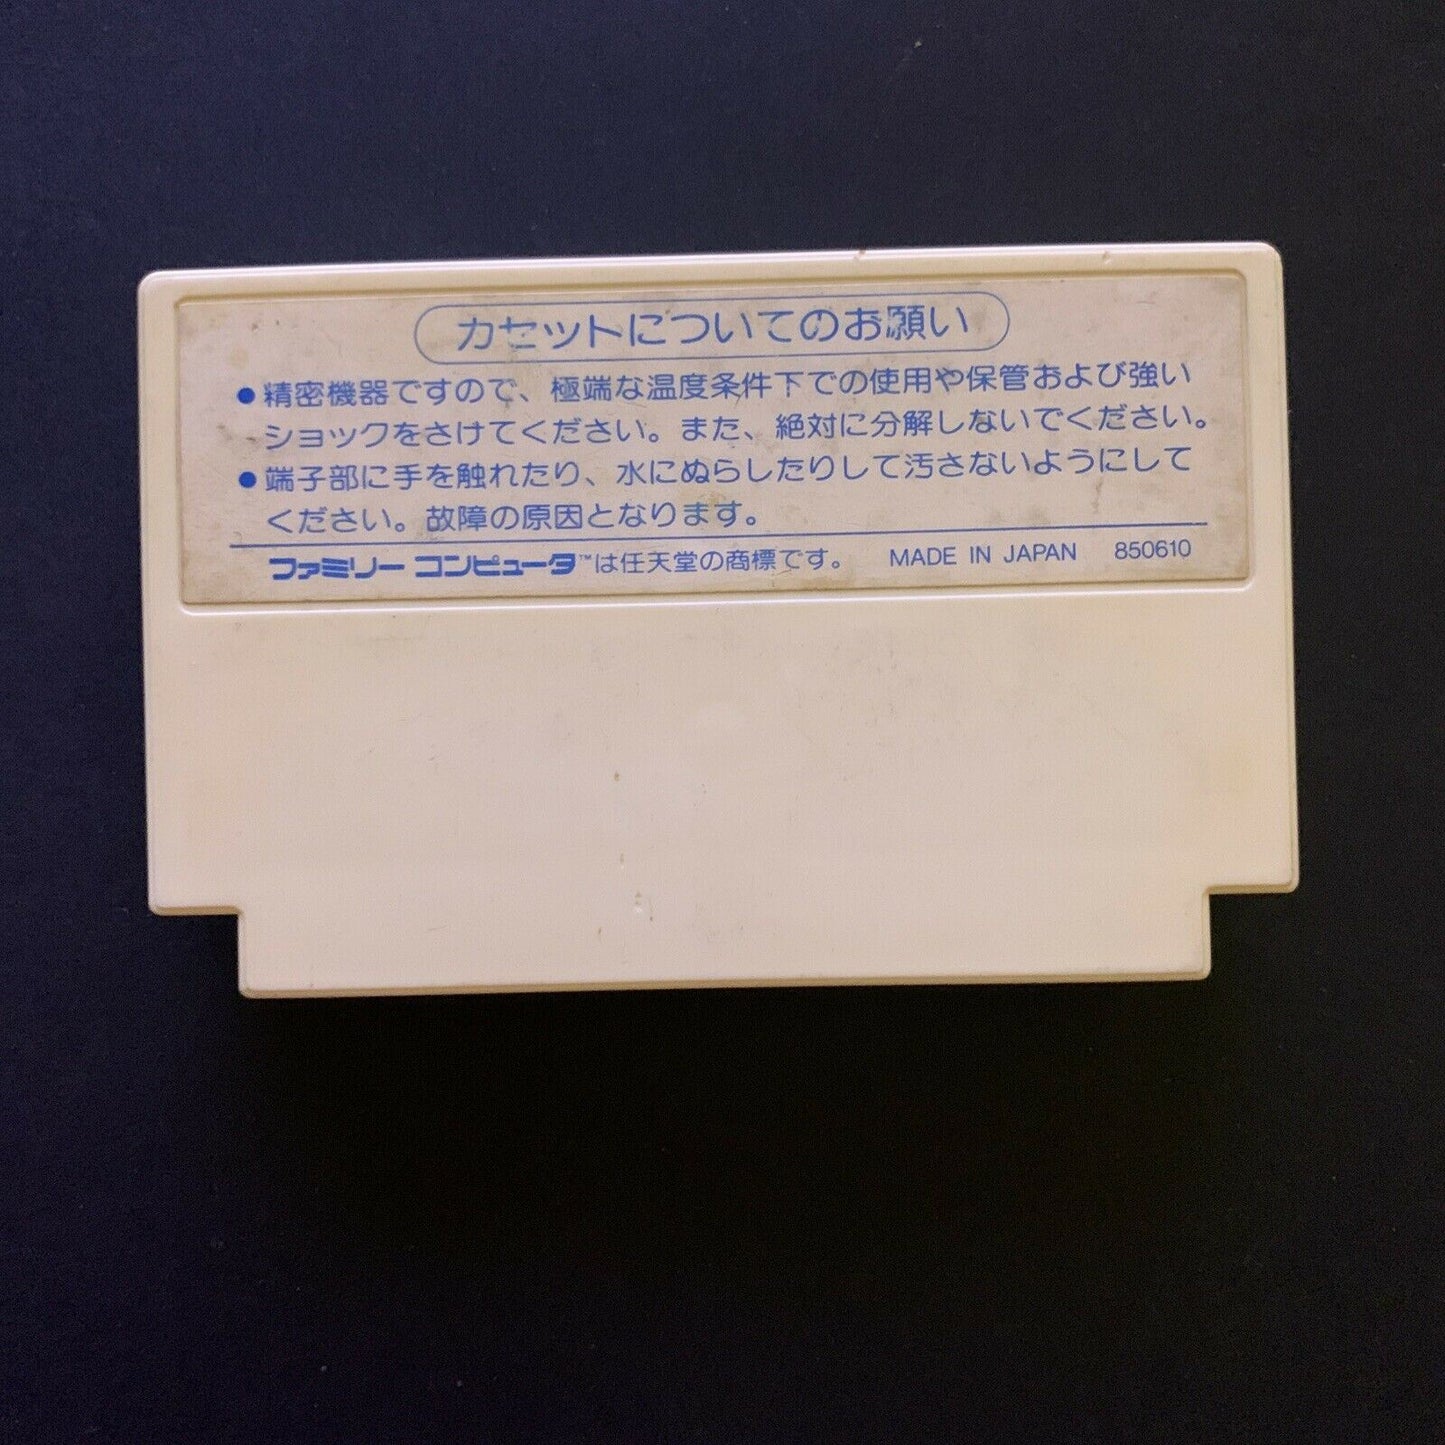 カセットについてのお願い
●精密機器ですので、極端な温度条件下での使用や保管および強い
ショックをさけてください。また、絶対に分解しないでください。
●端子部に手を触れたり、水にぬらしたりして汚さないようにして
ください。故障の原因となります。
ファミリーコンピュータ™は任天堂の商標です。 MADE IN JAPAN 850610